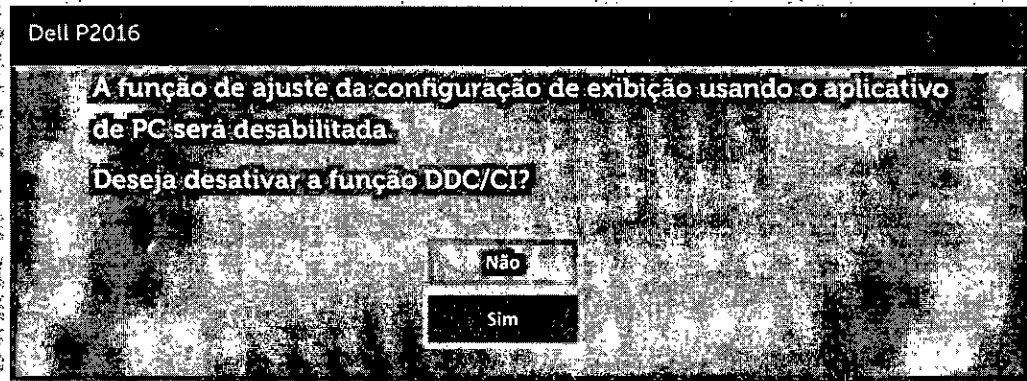 Dell P2016
A função de ajuste da configuração de exibição usando o aplicativo
de PC será desabilitada.
Deseja desativar a função DDC/CI?
Não
Sim